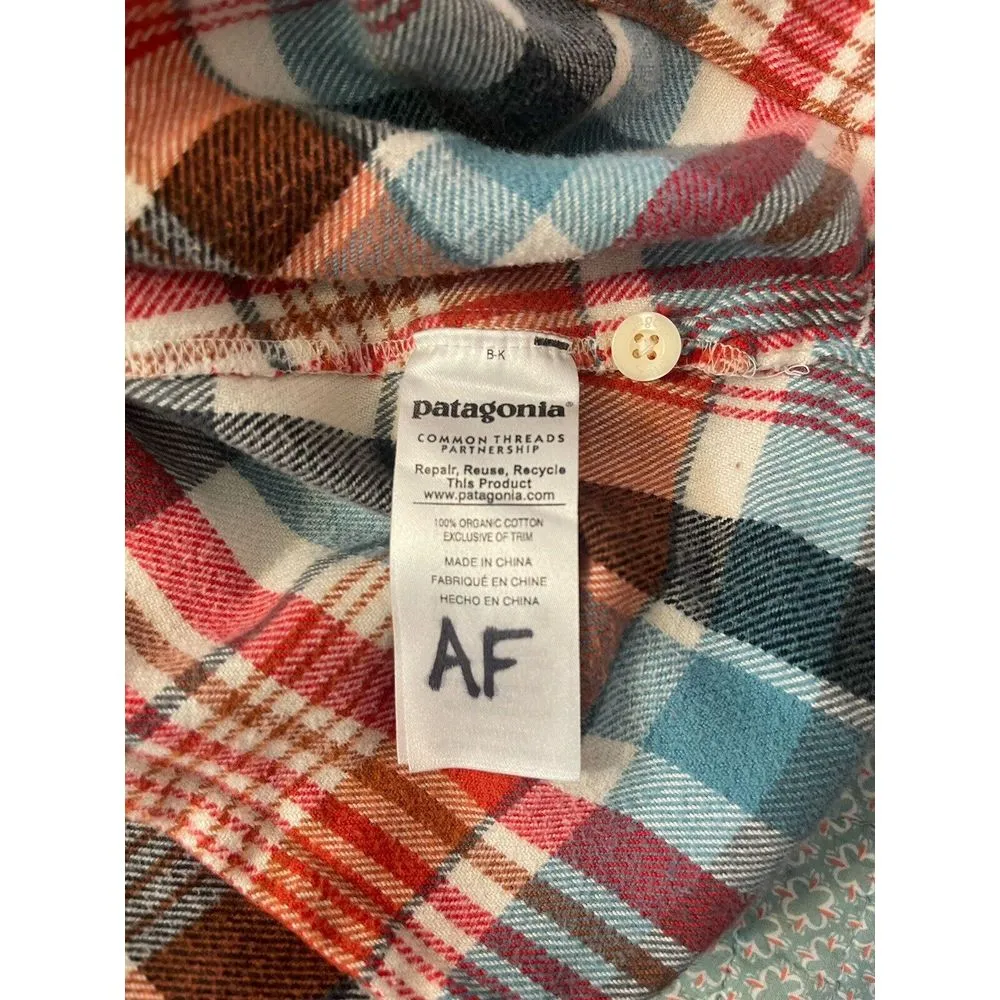 B-K
patagonia®
COMMON THREADS
PARTNERSHIP
Repair, Reuse, Recycle
This Product
www.patagonia.com
100% ORGANIC COTTON
EXCLUSIVE OF TRIM
MADE IN CHINA
FABRIQUÉ EN CHINE
HECHO EN CHINA
AF